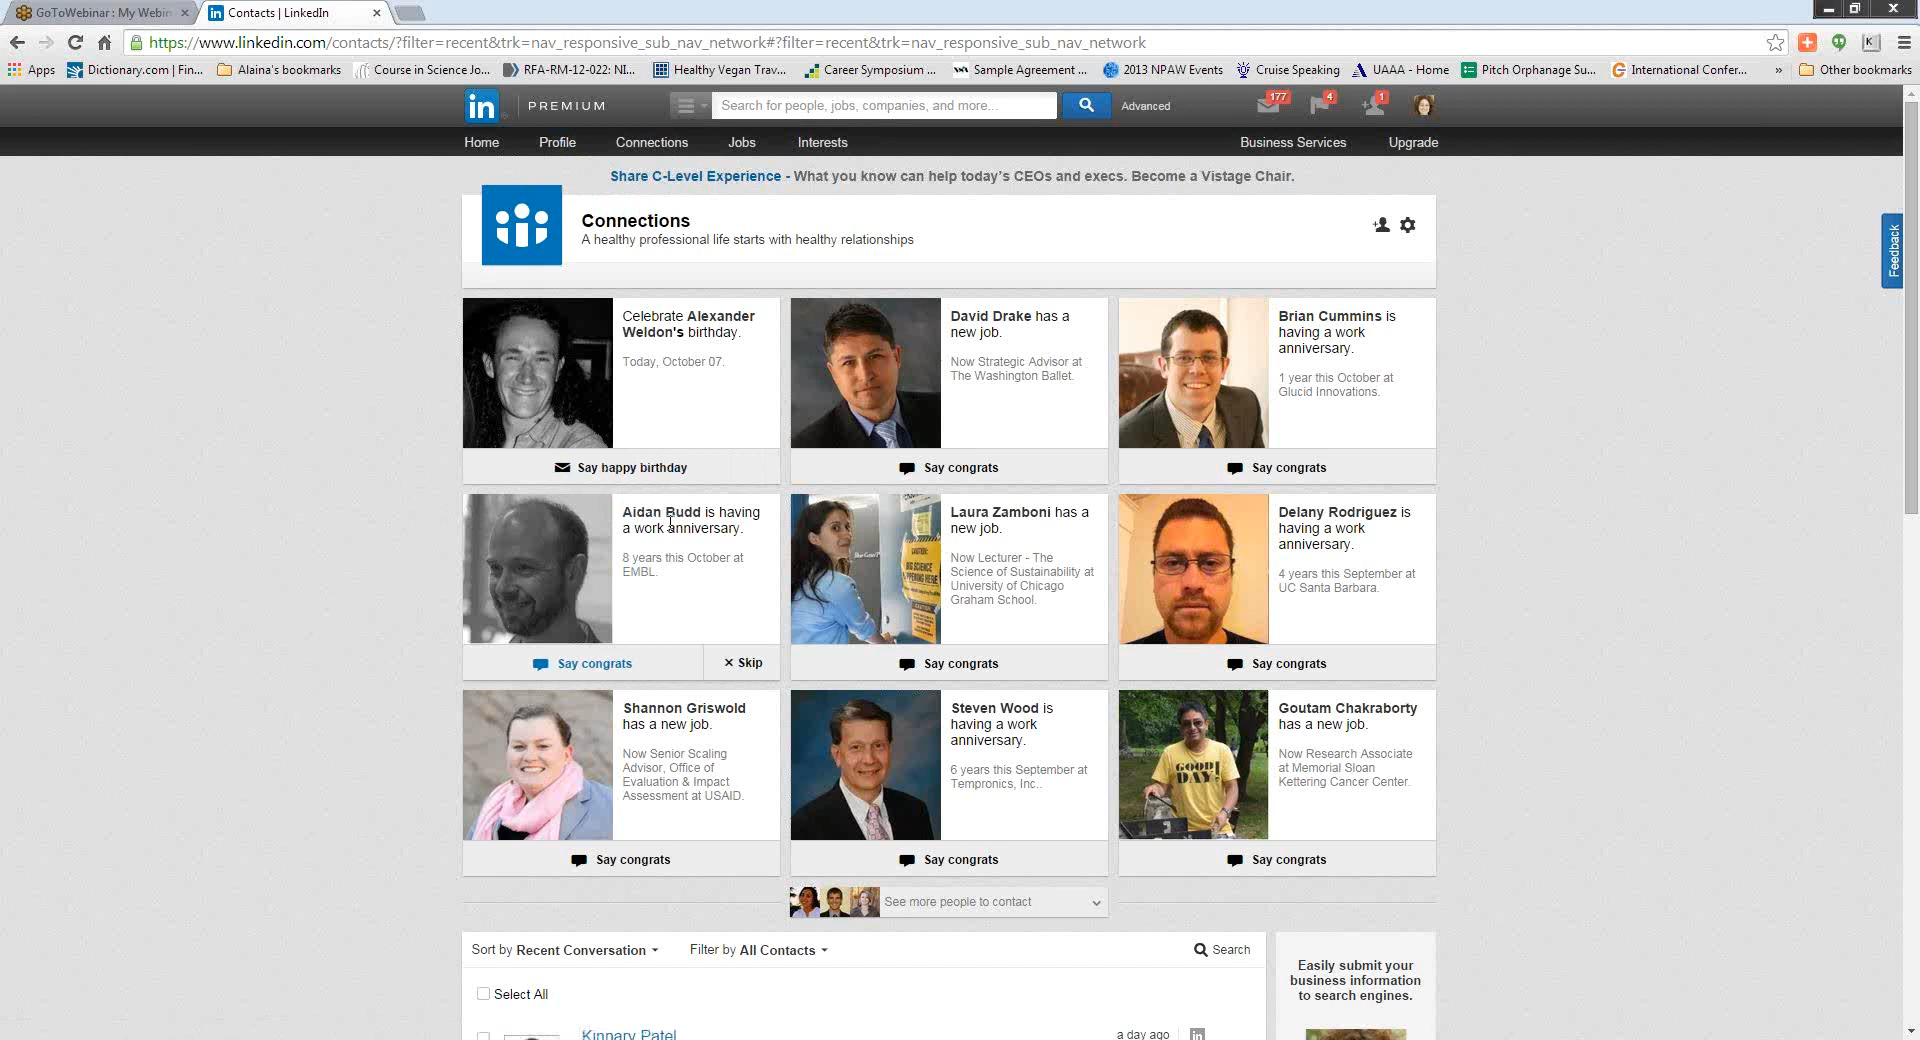 GoToWebinar : My Webin
Contacts | LinkedIn
https://www.linkedin.com/contacts/?filter=recent&trk=nav_responsive_sub_nav_network#?filter=recent&trk=nav_responsive_sub_nav_network
Apps Dictionary.com | Fin... Alaina's bookmarks Course in Science Jo... RFA-RM-12-022: NI... Healthy Vegan Trav... Career Symposium ... Sample Agreement ... 2013 NPAW Events Cruise Speaking UAAA - Home Pitch Orphanage Su... International Confer... » Other bookmarks
in PREMIUM Search for people, jobs, companies, and more... Advanced 177 4 1
Home Profile Connections Jobs Interests Business Services Upgrade
Share C-Level Experience - What you know can help today's CEOs and execs. Become a Vistage Chair.
Connections
A healthy professional life starts with healthy relationships
Feedback
Celebrate Alexander
Weldon's birthday.
Today, October 07.
Say happy birthday
David Drake has a
new job.
Now Strategic Advisor at
The Washington Ballet.
Say congrats
Brian Cummins is
having a work
anniversary.
1 year this October at
Glucid Innovations.
Say congrats
Aidan Budd is having
a work anniversary.
8 years this October at
EMBL.
Say congrats
× Skip
Laura Zamboni has a
new job.
Now Lecturer - The
Science of Sustainability at
University of Chicago
Graham School.
Say congrats
CAUTION:
BIG SCIENCE
HAPPENING HERE
Delany Rodriguez is
having a work
anniversary.
4 years this September at
UC Santa Barbara.
Say congrats
Shannon Griswold
has a new job.
Now Senior Scaling
Advisor, Office of
Evaluation & Impact
Assessment at USAID.
Say congrats
Steven Wood is
having a work
anniversary.
6 years this September at
Tempronics, Inc..
Say congrats
GOOD
DAY!
Goutam Chakraborty
has a new job.
Now Research Associate
at Memorial Sloan
Kettering Cancer Center.
Say congrats
See more people to contact
Sort by Recent Conversation Filter by All Contacts Search
Select All
Kinnary Patel a day ago in
Easily submit your
business information
to search engines.